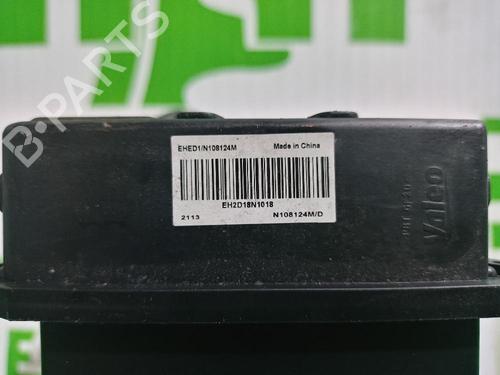 EHED1/N108124M Made in China
EH2D18N1018
2113 N108124M/D
Valeo
B-PARTS